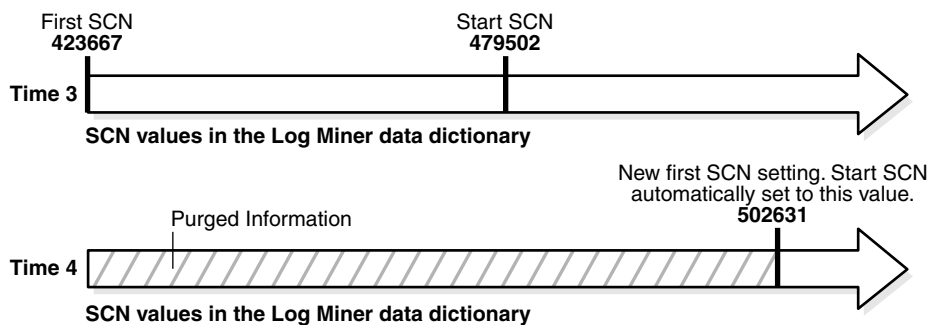 First SCN
423667
Start SCN
479502
Time 3
SCN values in the Log Miner data dictionary
New first SCN setting. Start SCN
automatically set to this value.
502631
Purged Information
Time 4
SCN values in the Log Miner data dictionary